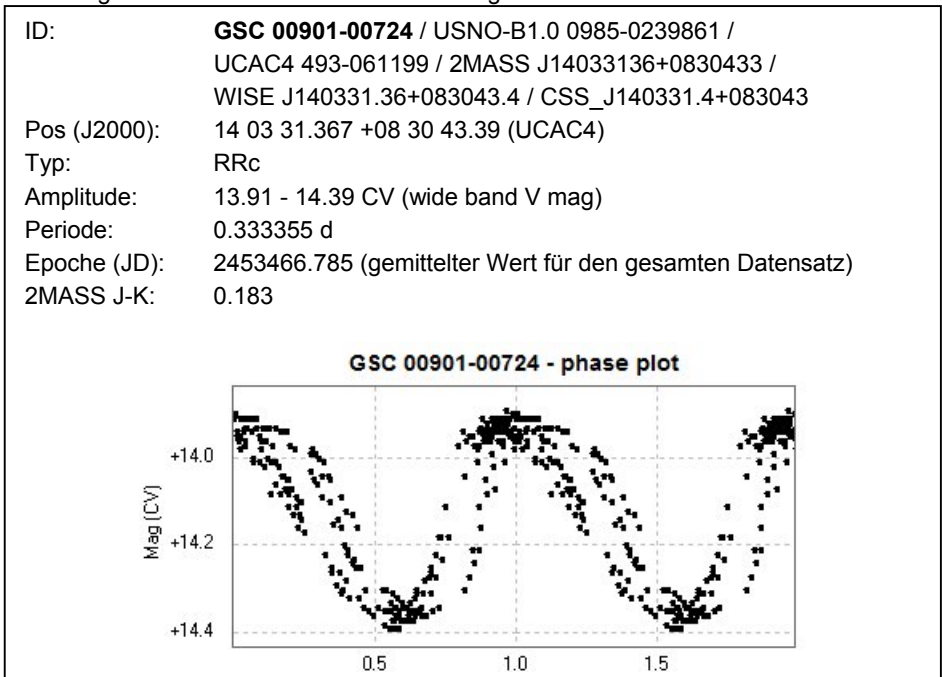 ID: GSC 00901-00724 / USNO-B1.0 0985-0239861 /
UCAC4 493-061199 / 2MASS J14033136+0830433 /
WISE J140331.36+083043.4 / CSS_J140331.4+083043
Pos (J2000): 14 03 31.367 +08 30 43.39 (UCAC4)
Typ: RRc
Amplitude: 13.91 - 14.39 CV (wide band V mag)
Periode: 0.333355 d
Epoche (JD): 2453466.785 (gemittelter Wert für den gesamten Datensatz)
2MASS J-K: 0.183
GSC 00901-00724 - phase plot
Mag (CV)
+14.0
+14.2
+14.4
0.5 1.0 1.5